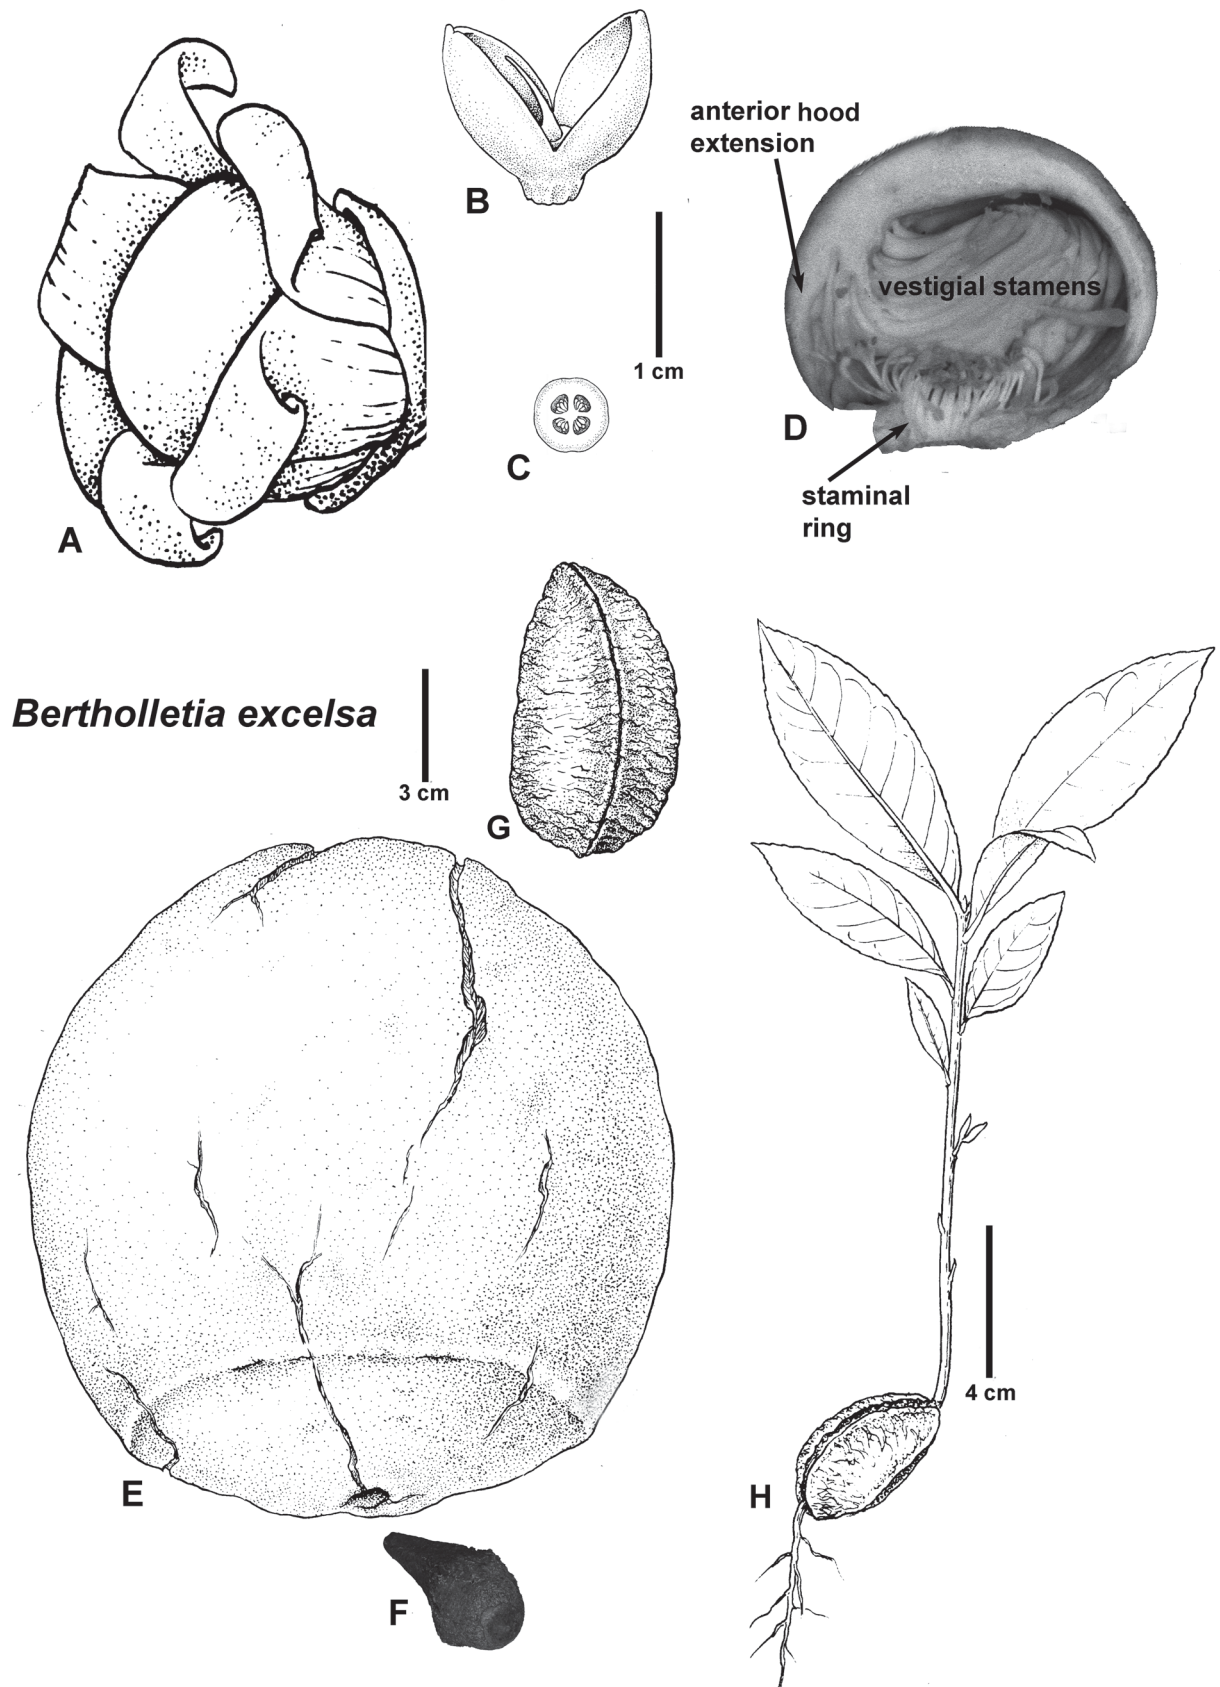 A
B
1 cm
C
anterior hood
extension
vestigial stamens
D
staminal
ring
Bertholletia excelsa
3 cm
G
E
F
4 cm
H